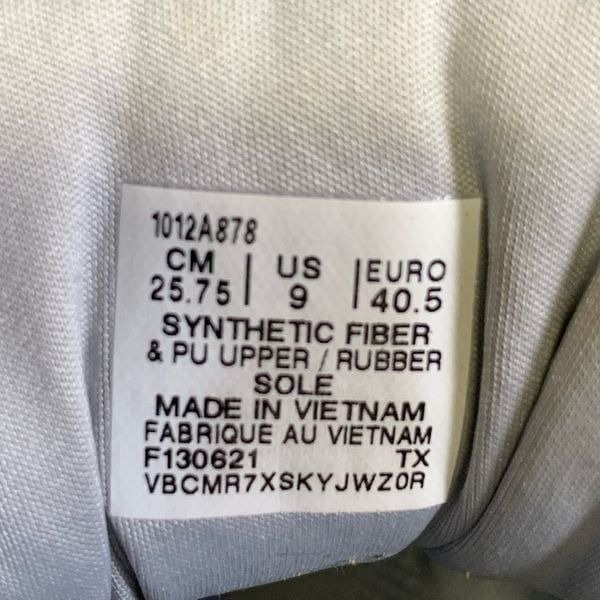 1012A878
CM | US | EURO
25.75 | 9 | 40.5
SYNTHETIC FIBER
& PU UPPER / RUBBER
SOLE
MADE IN VIETNAM
FABRIQUE AU VIETNAM
F130621 TX
VBCMR7XSKYJWZ0R